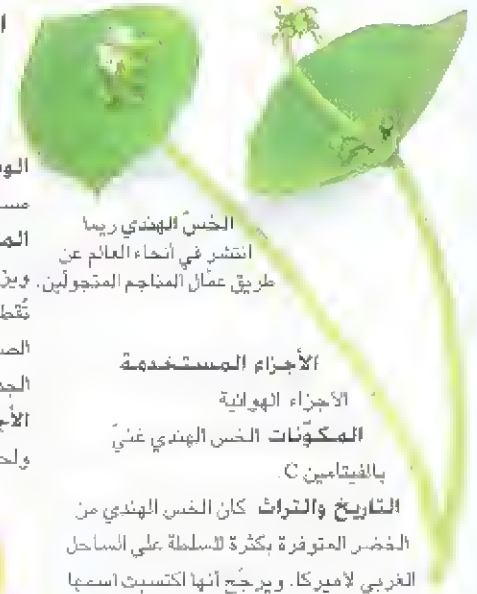 الخسّ الهندي ربما
انتشر في أنحاء العالم عن
طريق عمّال المناجم المتجولين.
الأجزاء المستخدمة
الأجزاء الهوائية
المكوّنات الخس الهندي غنيّ
بالفيتامين C.
التاريخ والتراث كان الخس الهندي من
الخضر المتوفرة بكثرة للسلطة على الساحل
الغربي لأميركا. ويرجّح أنها اكتسبت اسمها